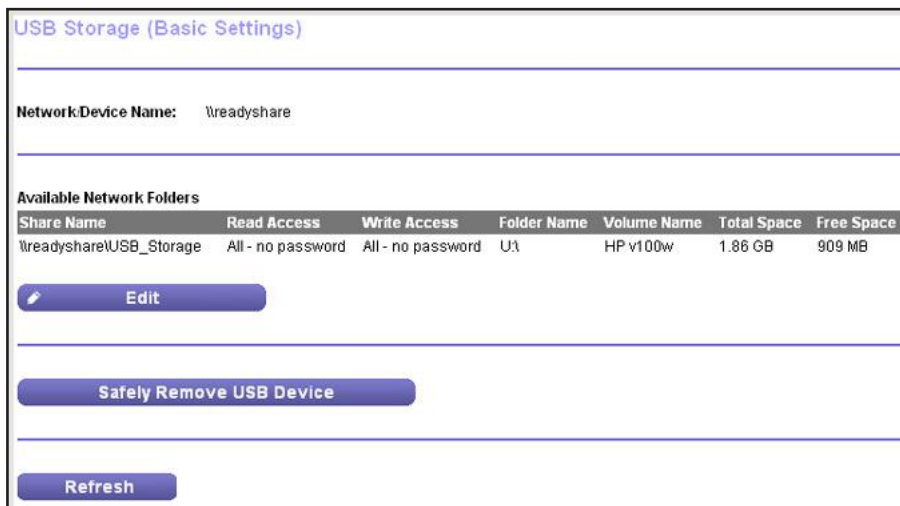 USB Storage (Basic Settings)
Network/Device Name: \\readyshare
Available Network Folders
Share Name Read Access Write Access Folder Name Volume Name Total Space Free Space
\\readyshare\USB_Storage All - no password All - no password U:\ HP v100w 1.86 GB 909 MB
Edit
Safely Remove USB Device
Refresh